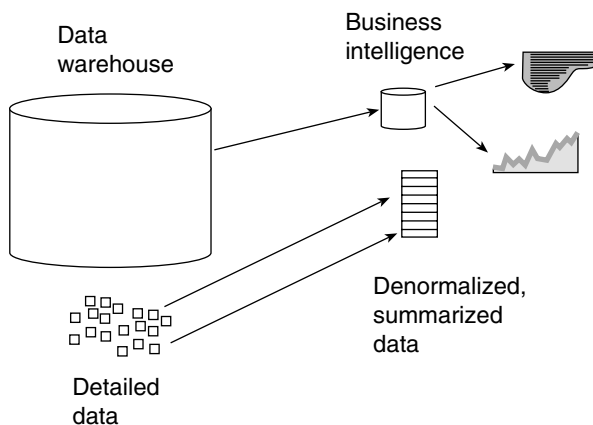 Data
warehouse
Business
intelligence
Denormalized,
summarized
data
Detailed
data